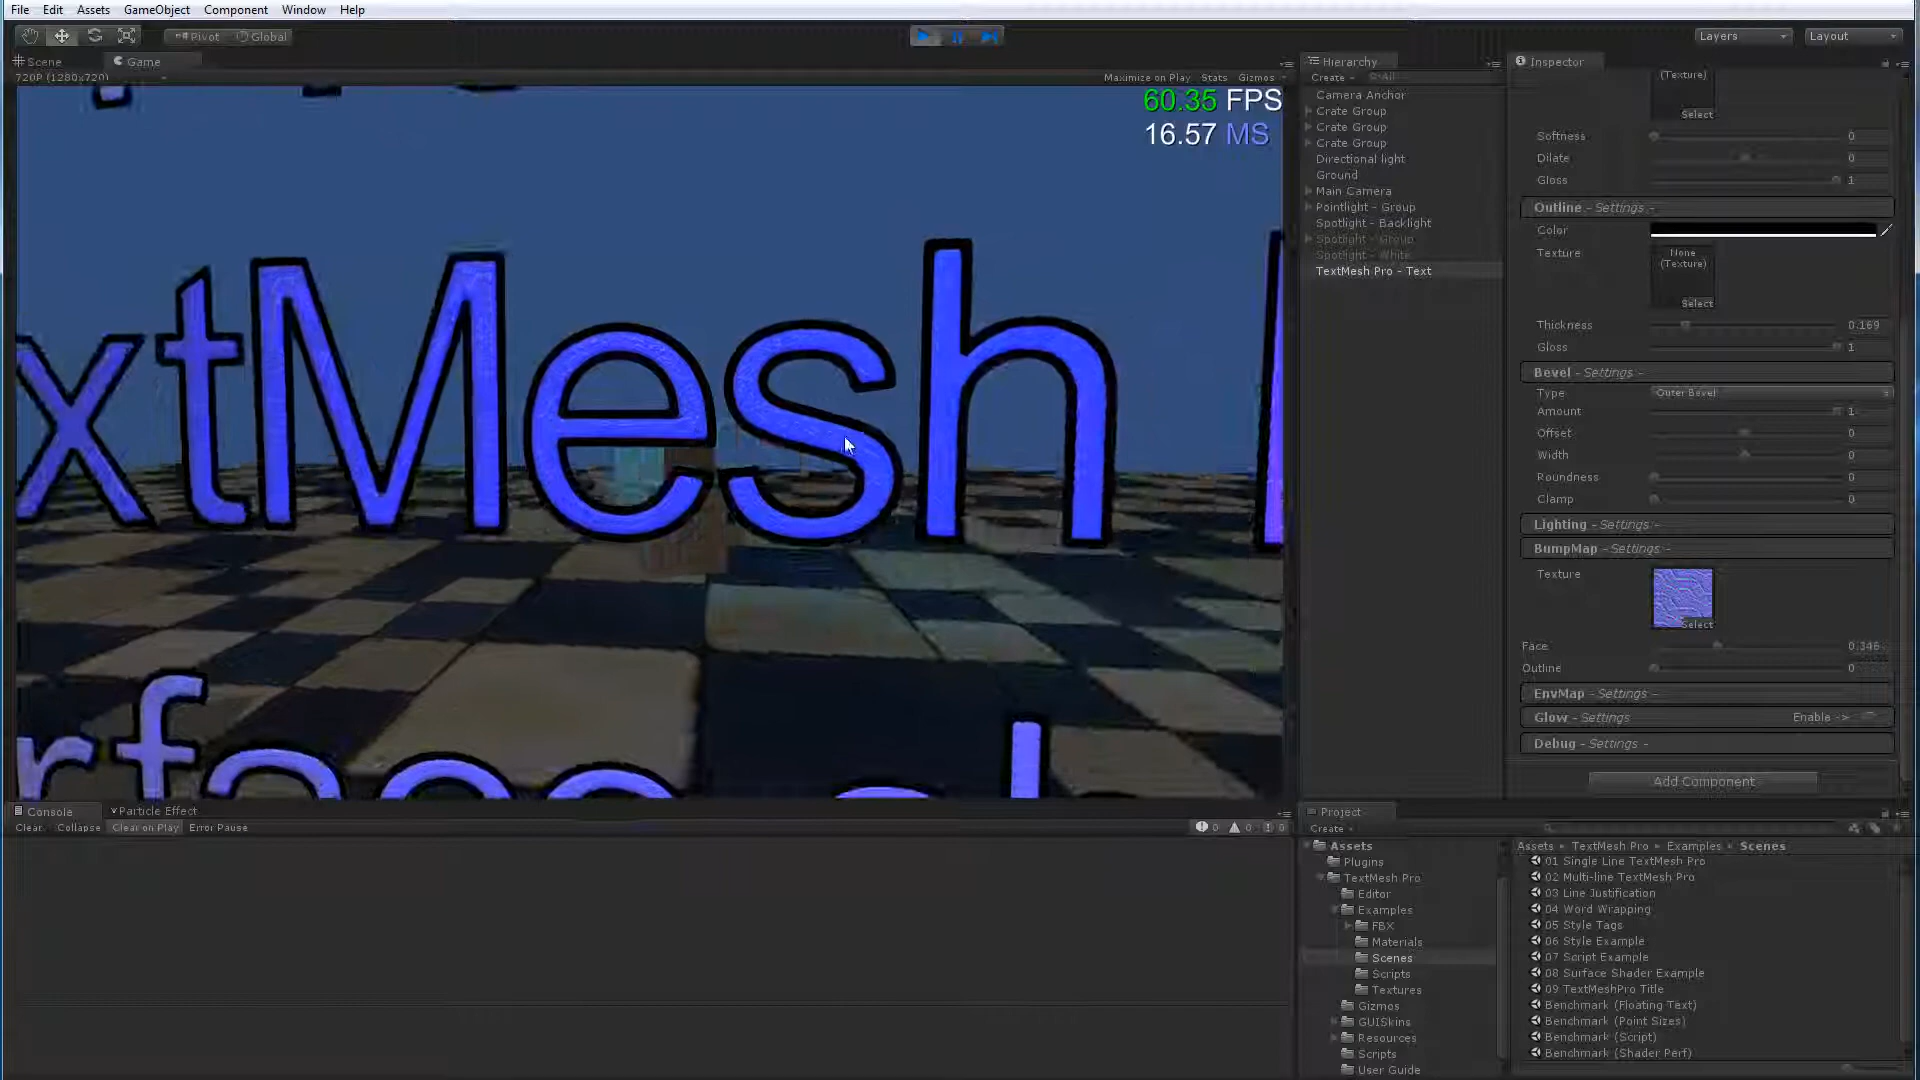 File Edit Assets GameObject Component Window Help
Pivot Global
Layers
Layout
Scene Game
720P (1280x720)
Maximize on Play Stats Gizmos
60.35 FPS
16.57 MS
xtMesh
rface sh
Hierarchy
Create All
Camera Anchor
Crate Group
Crate Group
Crate Group
Directional light
Ground
Main Camera
Pointlight - Group
Spotlight - Backlight
Spotlight - Group
Spotlight - White
TextMesh Pro - Text
Inspector
(Texture)
Select
Softness 0
Dilate 0
Gloss 1
Outline - Settings -
Color
Texture
None
(Texture)
Select
Thickness 0.169
Gloss 1
Bevel - Settings -
Type Outer Bevel
Amount 1
Offset 0
Width 0
Roundness 0
Clamp 0
Lighting - Settings -
BumpMap - Settings -
Texture
Select
Face 0.346
Outline 0
EnvMap - Settings -
Glow - Settings Enable ->
Debug - Settings -
Add Component
Console Particle Effect
Clear Collapse Clear on Play Error Pause
0 0 0
Project
Create
Assets
Plugins
TextMesh Pro
Editor
Examples
FBX
Materials
Scenes
Scripts
Textures
Gizmos
GUISkins
Resources
Scripts
User Guide
Assets TextMesh Pro Examples Scenes
01 Single Line TextMesh Pro
02 Multi-line TextMesh Pro
03 Line Justification
04 Word Wrapping
05 Style Tags
06 Style Example
07 Script Example
08 Surface Shader Example
09 TextMeshPro Title
Benchmark (Floating Text)
Benchmark (Point Sizes)
Benchmark (Script)
Benchmark (Shader Perf)